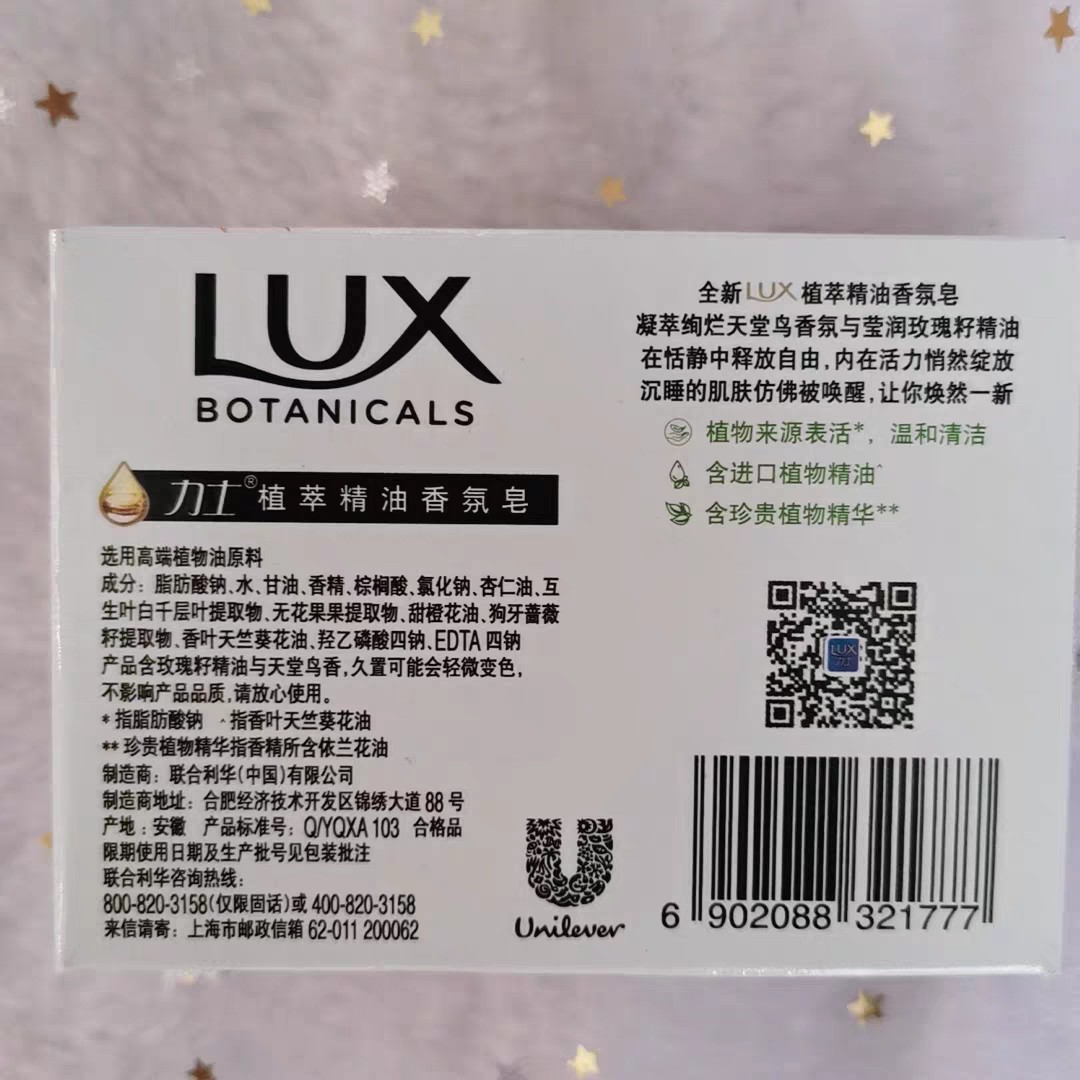 LUX
BOTANICALS
力士®植萃精油香氛皂
选用高端植物油原料
成分：脂肪酸钠、水、甘油、香精、棕榈酸、氯化钠、杏仁油、互
生叶白千层叶提取物、无花果果提取物、甜橙花油、狗牙蔷薇
籽提取物、香叶天竺葵花油、羟乙磷酸四钠、EDTA 四钠
产品含玫瑰籽精油与天堂鸟香，久置可能会轻微变色，
不影响产品品质，请放心使用。
*指脂肪酸钠 ^指香叶天竺葵花油
**珍贵植物精华指香精所含依兰花油
制造商：联合利华（中国）有限公司
制造商地址：合肥经济技术开发区锦绣大道 88 号
产地：安徽 产品标准号：Q/YQXA 103 合格品
限期使用日期及生产批号见包装批注
联合利华咨询热线：
800-820-3158（仅限固话）或 400-820-3158
来信请寄：上海市邮政信箱 62-011 200062
全新LUX植萃精油香氛皂
凝萃绚烂天堂鸟香氛与莹润玫瑰籽精油
在恬静中释放自由，内在活力悄然绽放
沉睡的肌肤仿佛被唤醒，让你焕然一新
植物来源表活*，温和清洁
含进口植物精油^
含珍贵植物精华**
LUX
力士
Unilever
6 902088 321777